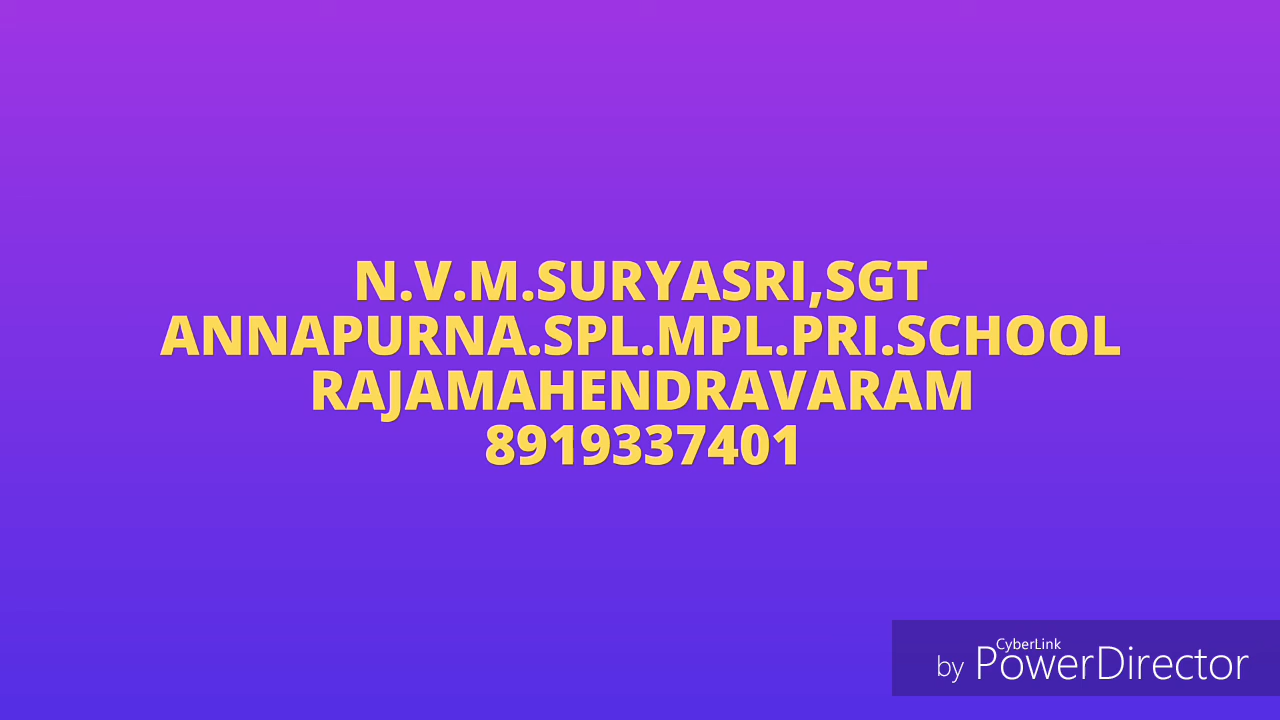 N.V.M.SURYASRI,SGT
ANNAPURNA.SPL.MPL.PRI.SCHOOL
RAJAMAHENDRAVARAM
8919337401
CyberLink
by PowerDirector